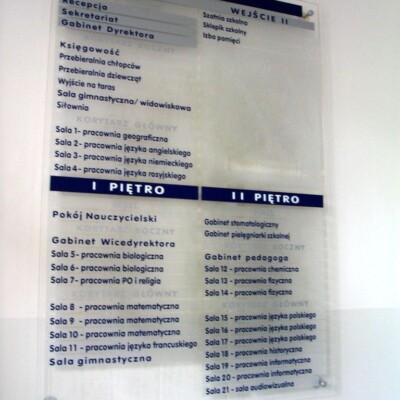 Recepcja
Sekretariat
Gabinet Dyrektora
Księgowość
Przebieralnia chłopców
Przebieralnia dziewcząt
Wyjście na taras
Sala gimnastyczna/ widowiskowa
Siłownia
KORYTARZ GŁÓWNY
Sala 1- pracownia geograficzna
Sala 2- pracownia języka angielskiego
Sala 3- pracownia języka niemieckiego
Sala 4- pracownia języka rosyjskiego
WEJŚCIE II
Szatnia szkolna
Sklepik szkolny
Izba pamięci
I PIĘTRO
Pokój Nauczycielski
KORYTARZ BOCZNY
Gabinet Wicedyrektora
Sala 5- pracownia biologiczna
Sala 6- pracownia biologiczna
Sala 7- pracownia PO i religia
KORYTARZ GŁÓWNY
Sala 8 - pracownia matematyczna
Sala 9 - pracownia matematyczna
Sala 10 - pracownia matematyczna
Sala 11 - pracownia języka francuskiego
Sala gimnastyczna
II PIĘTRO
Gabinet stomatologiczny
Gabinet pielęgniarki szkolnej
BOCZNY
Gabinet pedagoga
Sala 12 - pracownia chemiczna
Sala 13 - pracownia fizyczna
Sala 14 - pracownia fizyczna
KORYTARZ GŁÓWNY
Sala 15 - pracownia języka polskiego
Sala 16 - pracownia języka polskiego
Sala 17 - pracownia języka polskiego
Sala 18 - pracownia historyczna
Sala 19 - pracownia informatyczna
Sala 20 - pracownia informatyczna
Sala 21 - sala audiowizualna